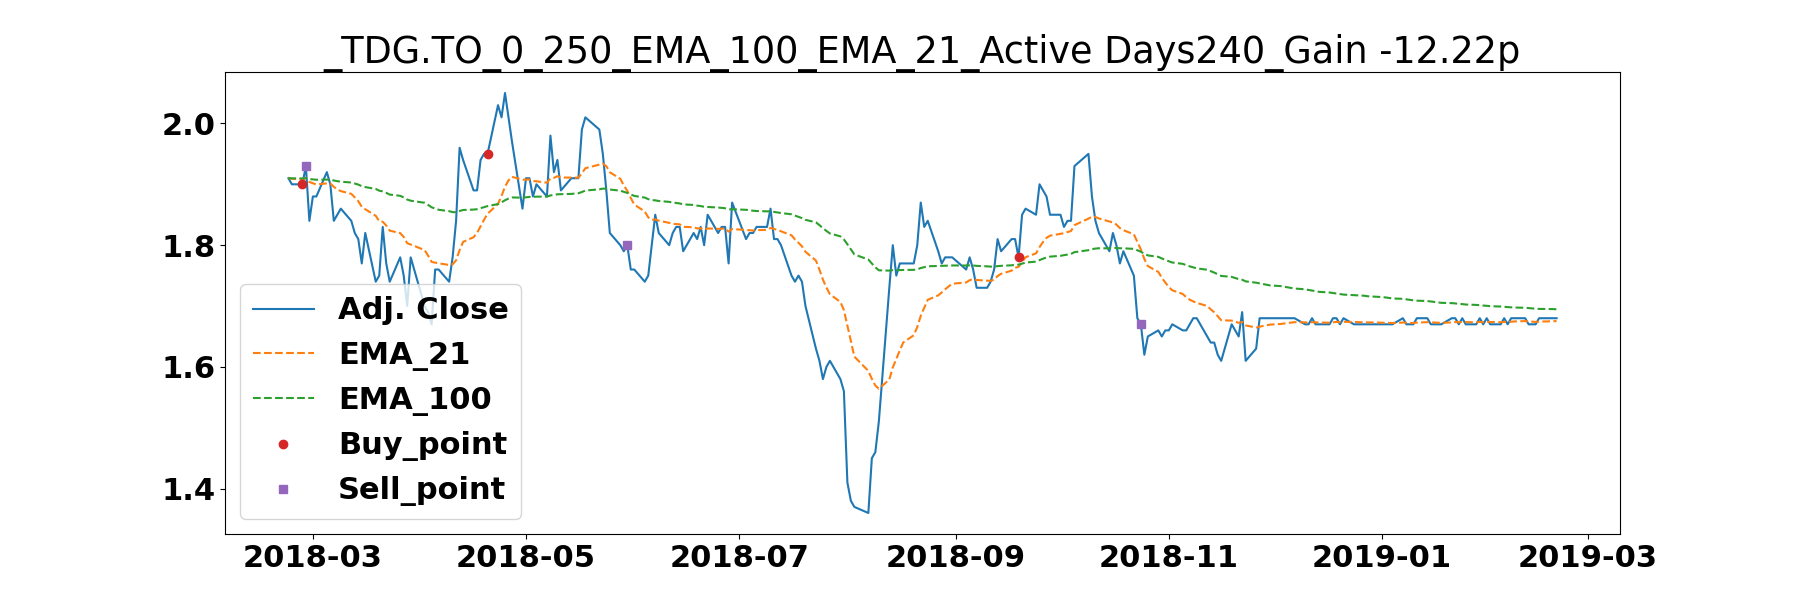 _TDG.TO_0_250_EMA_100_EMA_21_Active Days240_Gain -12.22p
2.0
1.8
1.6
1.4
Adj. Close
EMA_21
EMA_100
Buy_point
Sell_point
2018-03 2018-05 2018-07 2018-09 2018-11 2019-01 2019-03